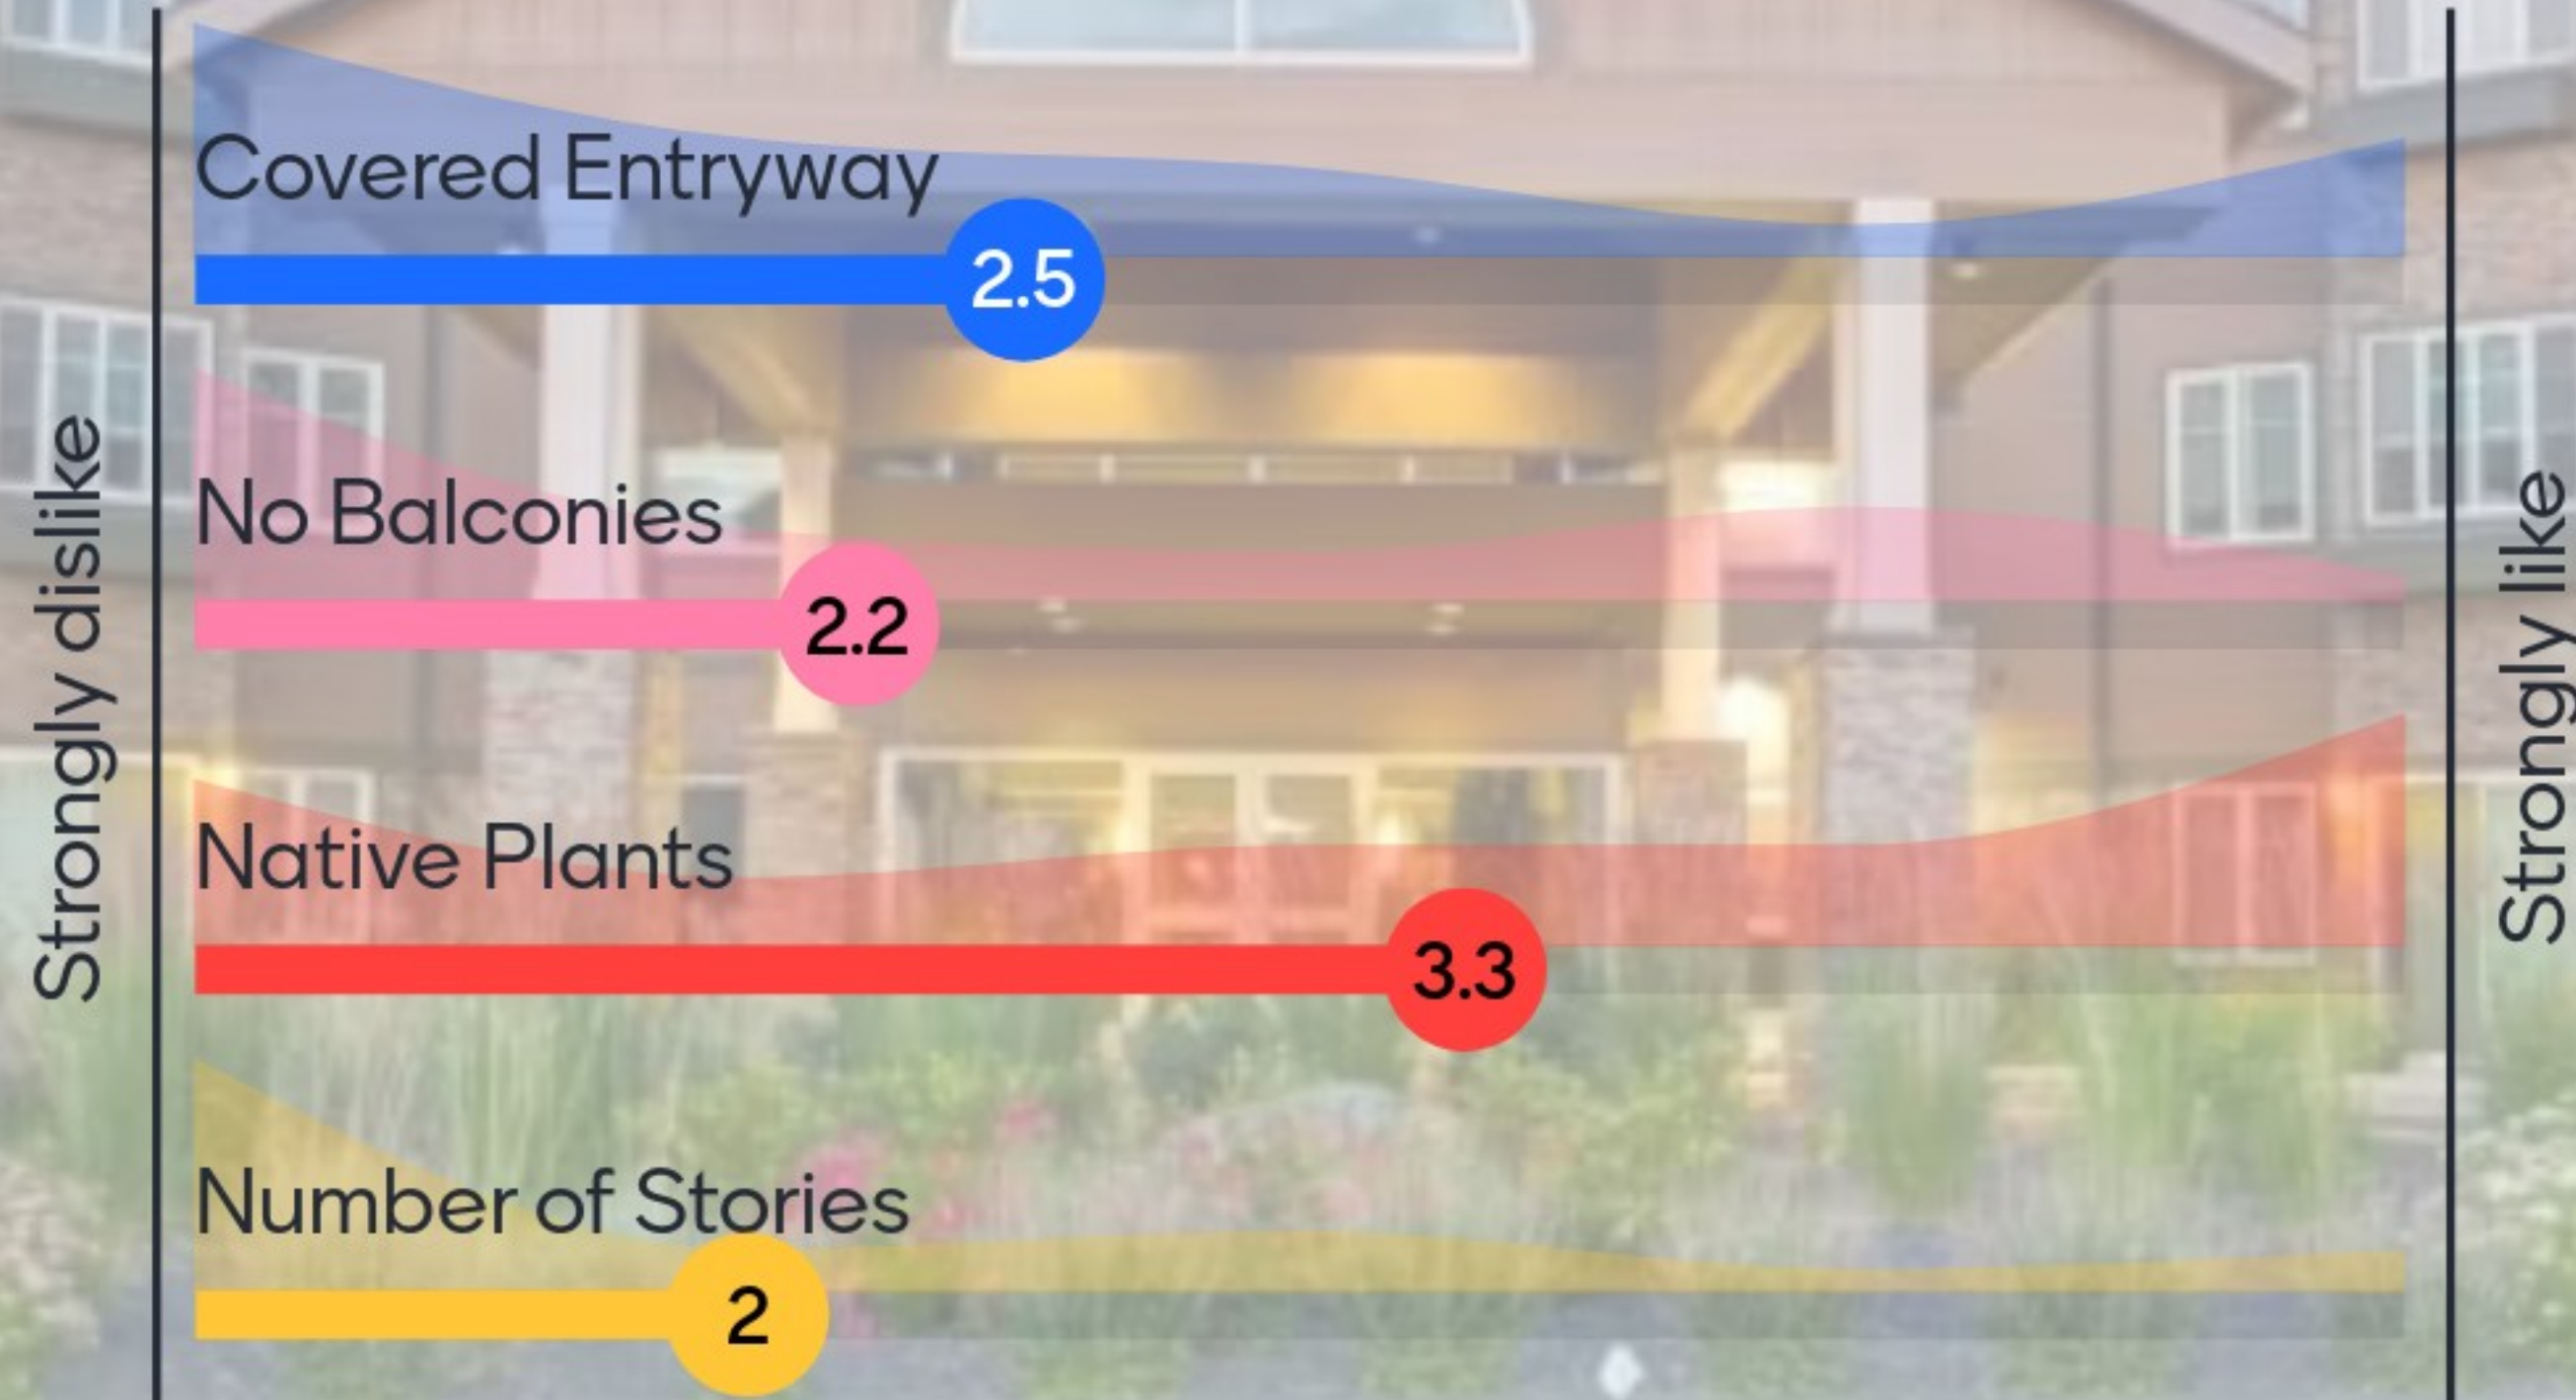 Strongly dislike
Covered Entryway
2.5
No Balconies
2.2
Native Plants
3.3
Number of Stories
2
Strongly like